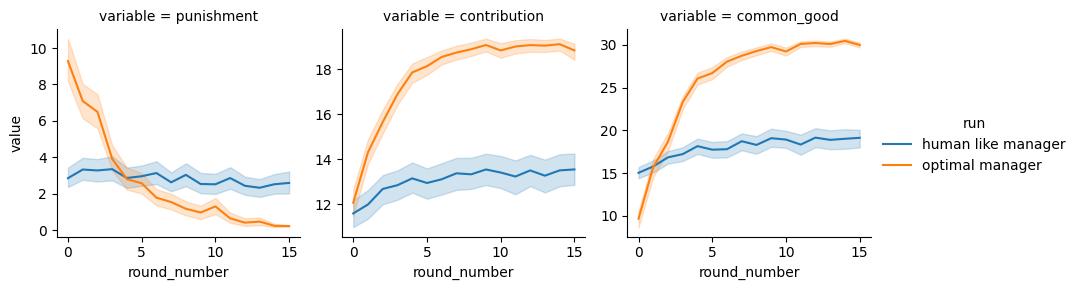 variable = punishment
variable = contribution
variable = common_good
value
10
8
6
4
2
0
18
16
14
12
30
25
20
15
10
0
5
10
15
0
5
10
15
0
5
10
15
round_number
round_number
round_number
run
human like manager
optimal manager